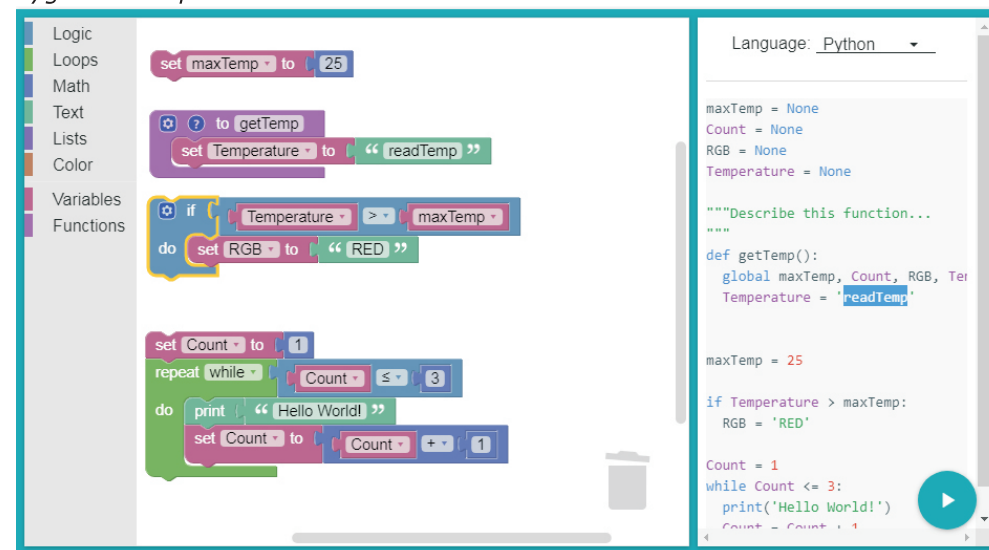 Logic
Loops
Math
Text
Lists
Color
Variables
Functions
set maxTemp to 25
? to getTemp
set Temperature to “ readTemp ”
if Temperature > maxTemp
do set RGB to “ RED ”
set Count to 1
repeat while Count ≤ 3
do print “ Hello World! ”
set Count to Count + 1
Language: Python
maxTemp = None
Count = None
RGB = None
Temperature = None
"""Describe this function...
"""
def getTemp():
global maxTemp, Count, RGB, Ter
Temperature = 'readTemp'
maxTemp = 25
if Temperature > maxTemp:
RGB = 'RED'
Count = 1
while Count <= 3:
print('Hello World!')
Count = Count + 1